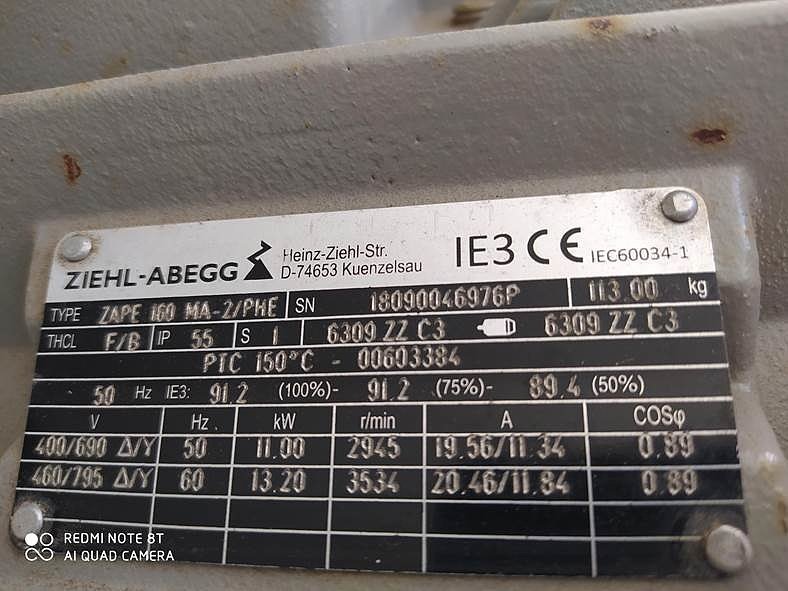 ZIEHL-ABEGG Heinz-Ziehl-Str. D-74653 Kuenzelsau IE3 CE IEC60034-1
TYPE ZAPE 160 MA-2/PHE SN 18090046976P 113.00 kg
THCL F/B IP 55 S 1 6309 ZZ C3 6309 ZZ C3
PTC 150°C - 00603384
50 Hz IE3: 91.2 (100%)- 91.2 (75%)- 89.4 (50%)
V Hz kW r/min A COSφ
400/690 Δ/Y 50 11.00 2945 19.56/11.34 0.89
460/795 Δ/Y 60 13.20 3534 20.46/11.84 0.89
REDMI NOTE 8T
AI QUAD CAMERA